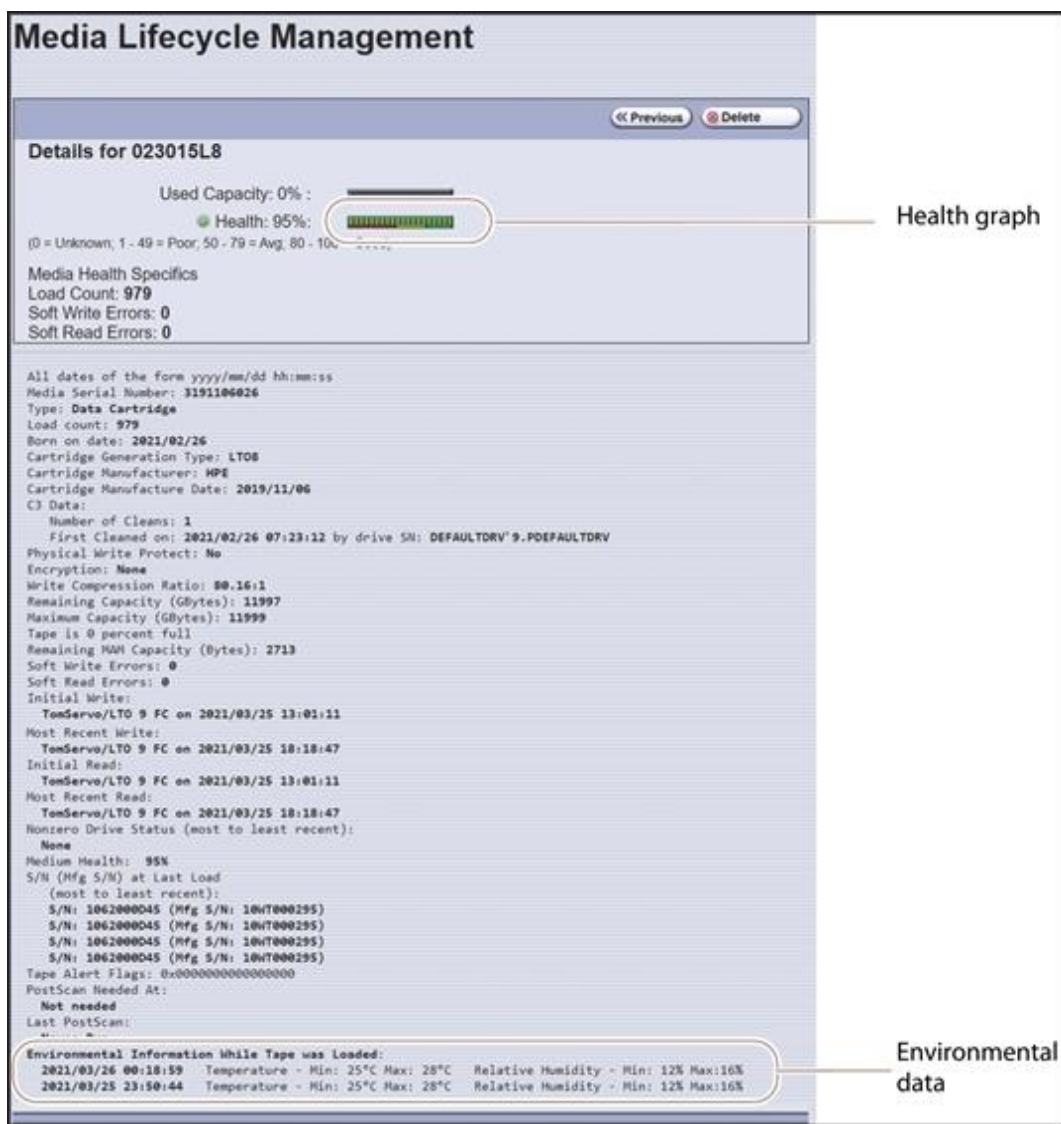 Media Lifecycle Management
Previous Delete
Details for 023015L8
Used Capacity: 0% :
Health: 95%:
Health graph
(0 = Unknown; 1 - 49 = Poor; 50 - 79 = Avg; 80 - 100
Media Health Specifics
Load Count: 979
Soft Write Errors: 0
Soft Read Errors: 0
All dates of the form yyyy/mm/dd hh:mm:ss
Media Serial Number: 3191106026
Type: Data Cartridge
Load count: 979
Born on date: 2021/02/26
Cartridge Generation Type: LTO8
Cartridge Manufacturer: HPE
Cartridge Manufacture Date: 2019/11/06
C3 Data:
Number of Cleans: 1
First Cleaned on: 2021/02/26 07:23:12 by drive SN: DEFAULTDRV'9.PDEFAULTDRV
Physical Write Protect: No
Encryption: None
Write Compression Ratio: 80.16:1
Remaining Capacity (GBytes): 11997
Maximum Capacity (GBytes): 11999
Tape is 0 percent full
Remaining MAM Capacity (Bytes): 2713
Soft Write Errors: 0
Soft Read Errors: 0
Initial Write:
TomServo/LTO 9 FC on 2021/03/25 13:01:11
Most Recent Write:
TomServo/LTO 9 FC on 2021/03/25 18:18:47
Initial Read:
TomServo/LTO 9 FC on 2021/03/25 13:01:11
Most Recent Read:
TomServo/LTO 9 FC on 2021/03/25 18:18:47
Nonzero Drive Status (most to least recent):
None
Medium Health: 95%
S/N (Mfg S/N) at Last Load
(most to least recent):
S/N: 1062000D45 (Mfg S/N: 10WT000295)
S/N: 1062000D45 (Mfg S/N: 10WT000295)
S/N: 1062000D45 (Mfg S/N: 10WT000295)
S/N: 1062000D45 (Mfg S/N: 10WT000295)
Tape Alert Flags: 0x0000000000000000
PostScan Needed At:
Not needed
Last PostScan:
Environmental Information While Tape was Loaded:
2021/03/26 00:18:59 Temperature - Min: 25°C Max: 28°C Relative Humidity - Min: 12% Max:16%
2021/03/25 23:50:44 Temperature - Min: 25°C Max: 28°C Relative Humidity - Min: 12% Max:16%
Environmental
data